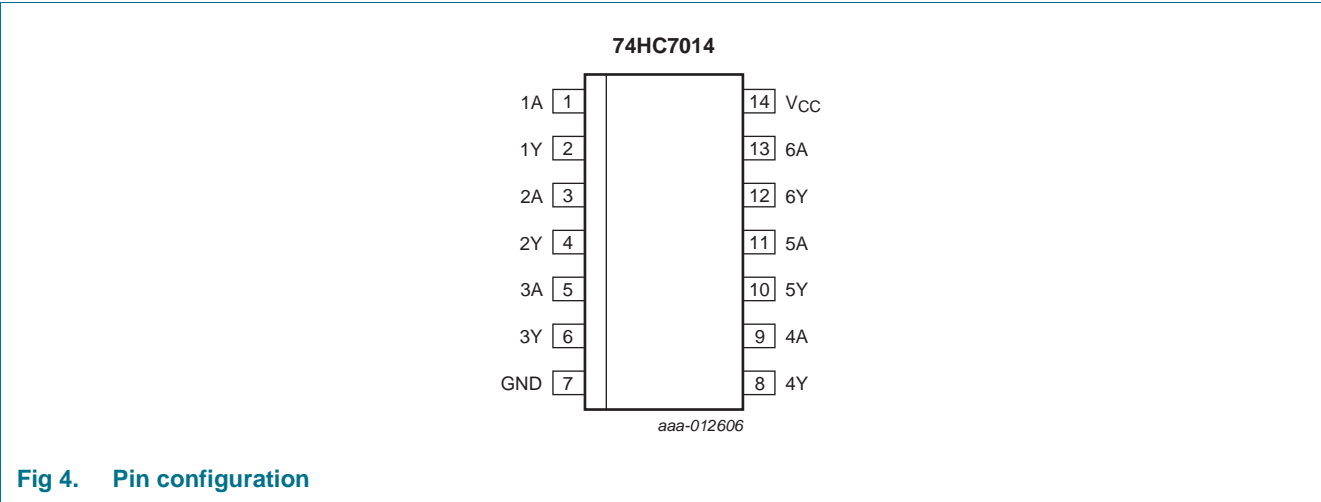 74HC7014
1A 1 14 VCC
1Y 2 13 6A
2A 3 12 6Y
2Y 4 11 5A
3A 5 10 5Y
3Y 6 9 4A
GND 7 8 4Y
aaa-012606
Fig 4. Pin configuration